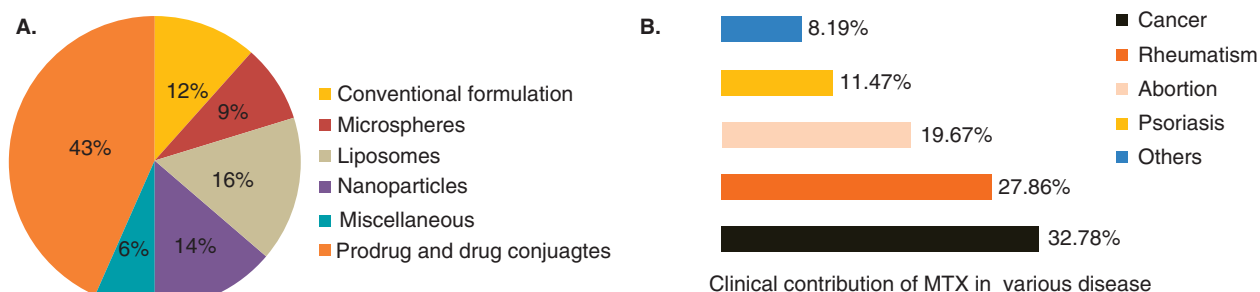 A.
12%
9%
43%
16%
6%
14%
Conventional formulation
Microspheres
Liposomes
Nanoparticles
Miscellaneous
Prodrug and drug conjuagtes
B.
8.19%
11.47%
19.67%
27.86%
32.78%
Clinical contribution of MTX in various disease
Cancer
Rheumatism
Abortion
Psoriasis
Others